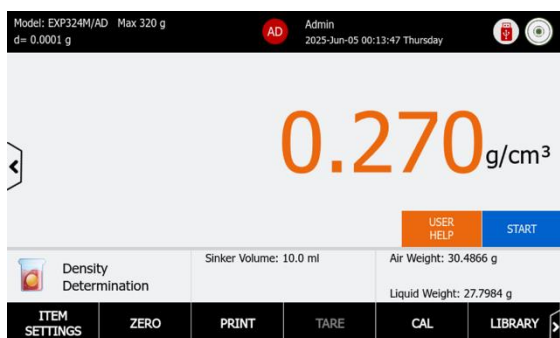 Model: EXP324M/AD Max 320 g
d= 0.0001 g
AD
Admin
2025-Jun-05 00:13:47 Thursday
0.270 g/cm³
USER
HELP
START
Density
Determination
Sinker Volume: 10.0 ml
Air Weight: 30.4866 g
Liquid Weight: 27.7984 g
ITEM
SETTINGS
ZERO
PRINT
TARE
CAL
LIBRARY